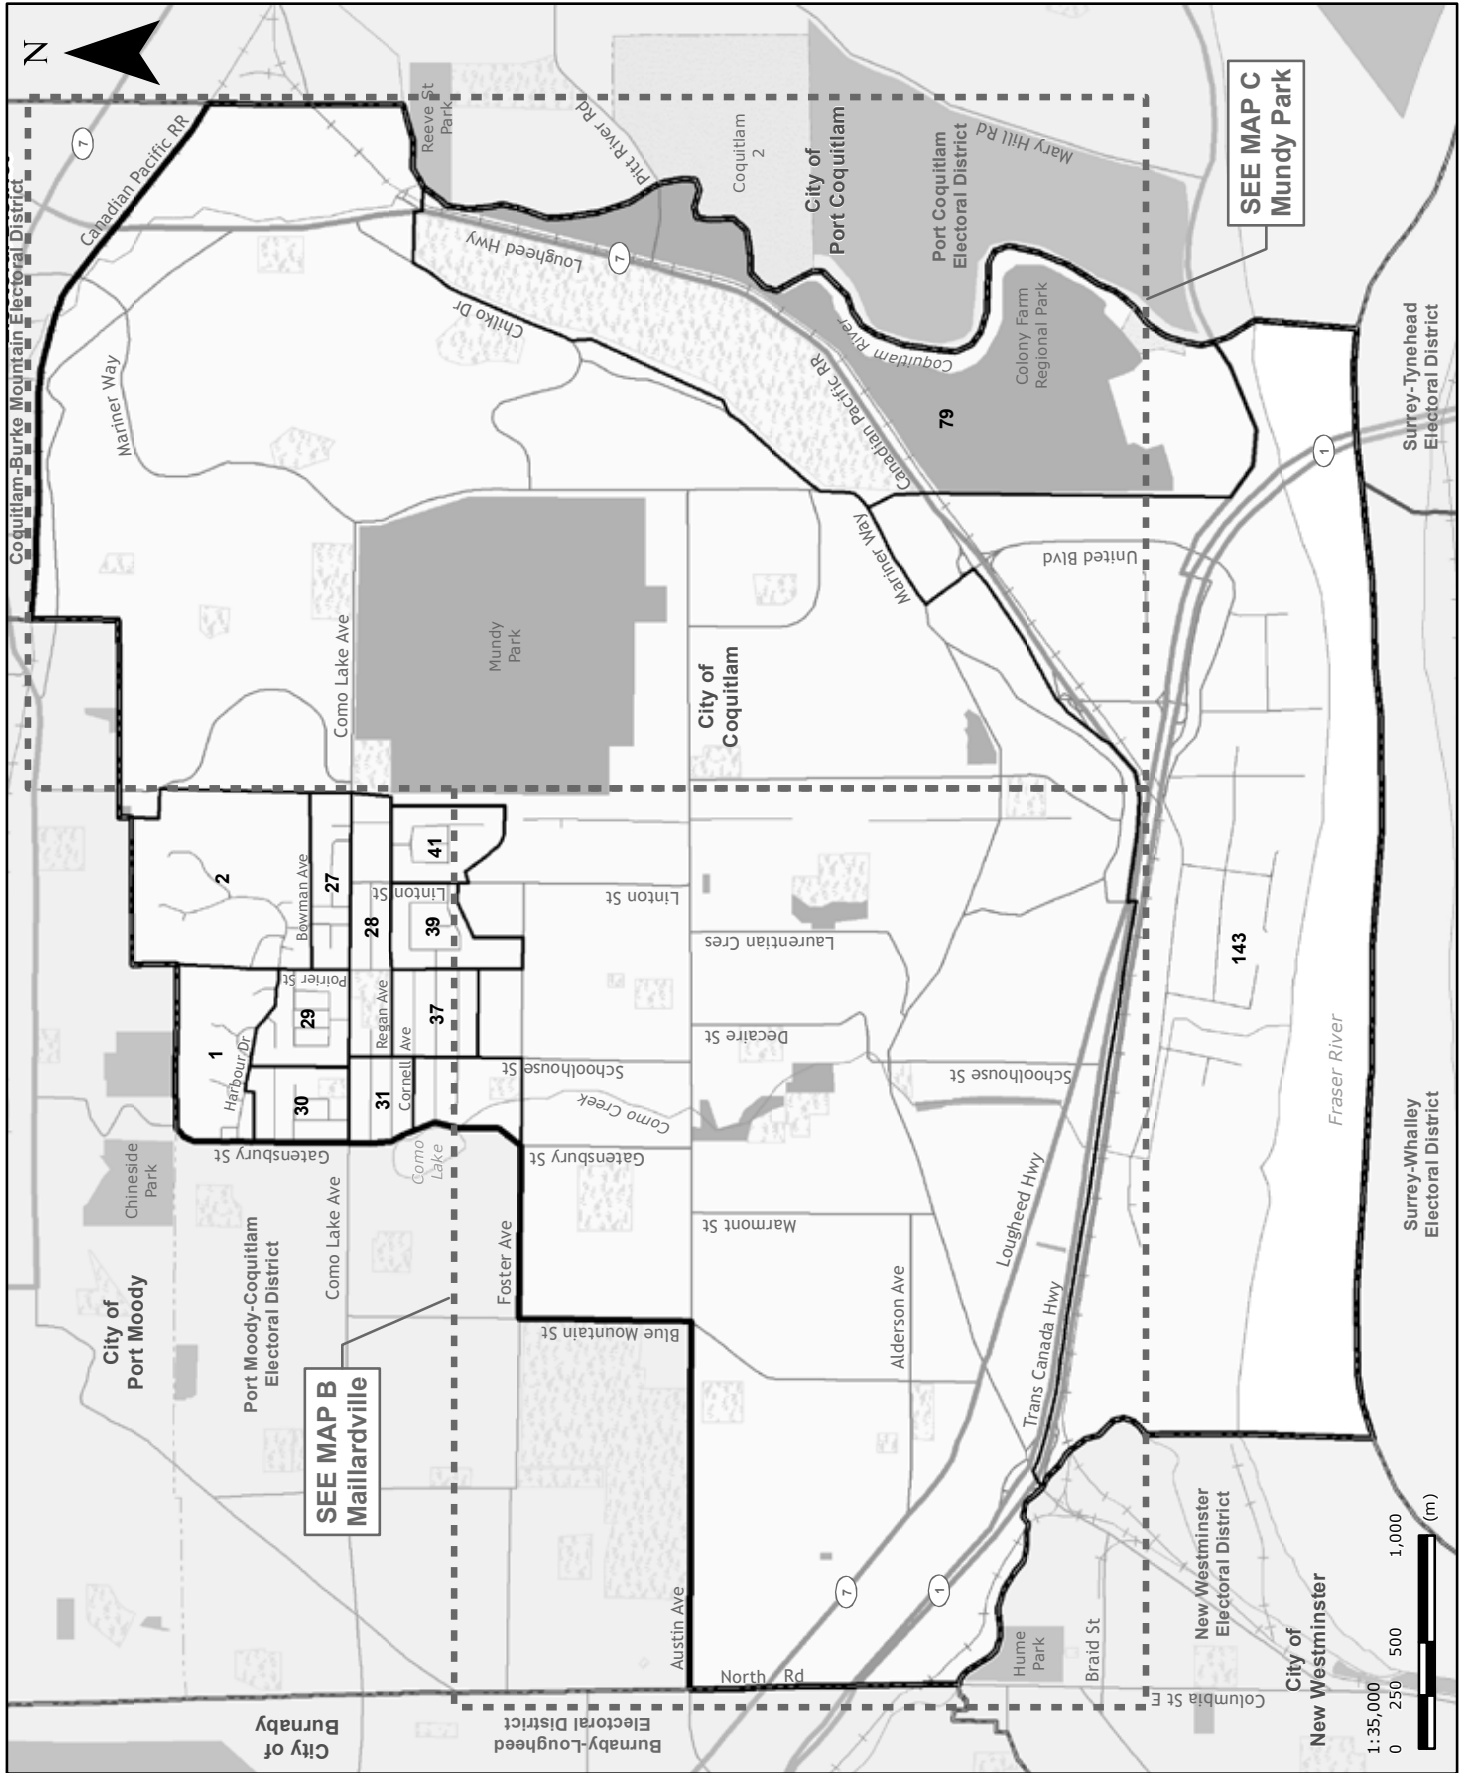 N
7
Coquitlam-Burke Mountain Electoral District
Canadian Pacific RR
Reeve St
Park
Pitt River Rd
Coquitlam
2
City of
Port Coquitlam
Port Coquitlam
Electoral District
Mary Hill Rd
SEE MAP C
Mundy Park
Mariner Way
Chilko Dr
Lougheed Hwy
7
Coquitlam River
Canadian Pacific RR
Colony Farm
Regional Park
79
Surrey-Tynehead
Electoral District
1
Mariner Way
United Blvd
Como Lake Ave
Mundy
Park
City of
Coquitlam
2
Bowman Ave
27
28
Linton St
41
39
Poirier St
29
Regan Ave
37
1
Harbour Dr
30
31
Cornell Ave
Linton St
Laurentian Cres
Decaire St
Schoolhouse St
Schoolhouse St
Como Creek
143
Fraser River
Chineside
Park
Gatensbury St
Como
Lake
Gatensbury St
Como Lake Ave
Foster Ave
Marmont St
Lougheed Hwy
Surrey-Whalley
Electoral District
City of
Port Moody
Port Moody-Coquitlam
Electoral District
SEE MAP B
Maillardville
Blue Mountain St
Alderson Ave
Trans Canada Hwy
Austin Ave
7
1
North Rd
Hume
Park
Braid St
New Westminster
Electoral District
City of
New Westminster
Columbia St E
City of
Burnaby
Burnaby-Lougheed
Electoral District
1:35,000
0 250 500 1,000
(m)